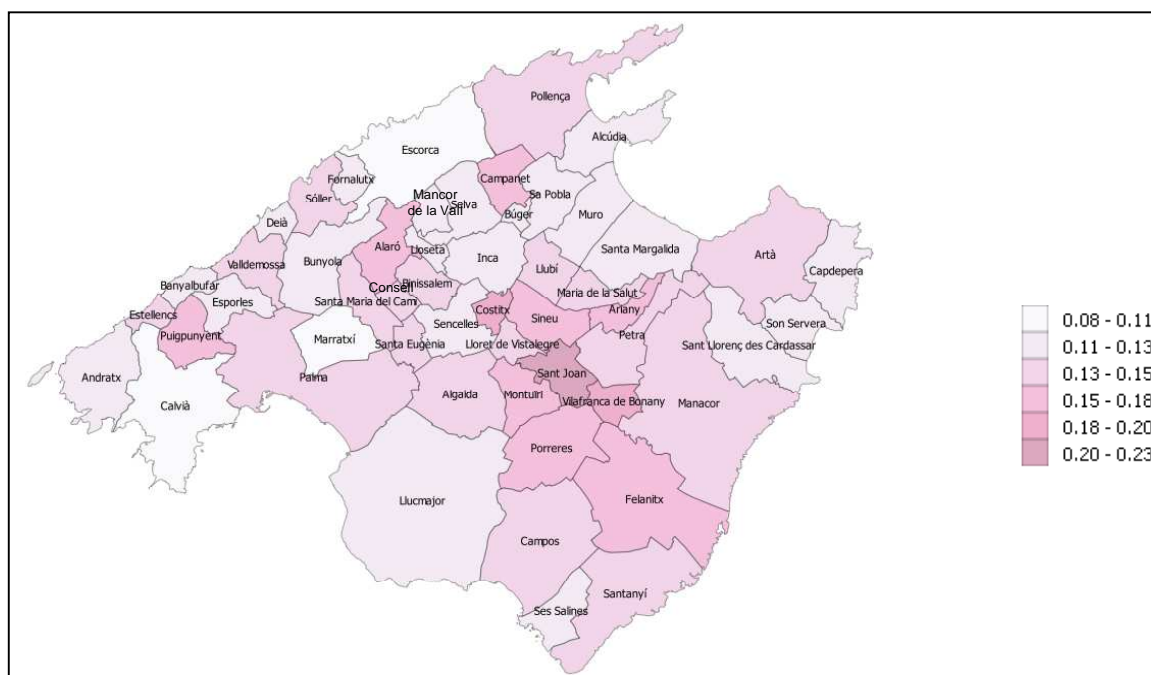 Pollença
Alcúdia
Escorca
Campanet
Fornalutx
Sa Pobla
Mancor
de la Vall
Selva
Sóller
Búger
Muro
Deià
Santa Margalida
Alaró
Lloseta
Artà
Bunyola
Inca
Valldemossa
Llubí
Capdepera
Banyalbufar
Binissalem
Consell
Maria de la Salut
Esporles
Santa Maria del Cami
Costitx
Ariany
Estellencs
Sineu
Sencelles
Son Servera
Puigpunyent
Marratxí
Petra
Santa Eugènia
Lloret de Vistalegre
Sant Llorenç des Cardassar
Sant Joan
Andratx
Palma
Algaida
Montuïri
Vilafranca de Bonany
Manacor
Calvià
Porreres
Llucmajor
Felanitx
Campos
Santanyí
Ses Salines
0.08 - 0.11
0.11 - 0.13
0.13 - 0.15
0.15 - 0.18
0.18 - 0.20
0.20 - 0.23